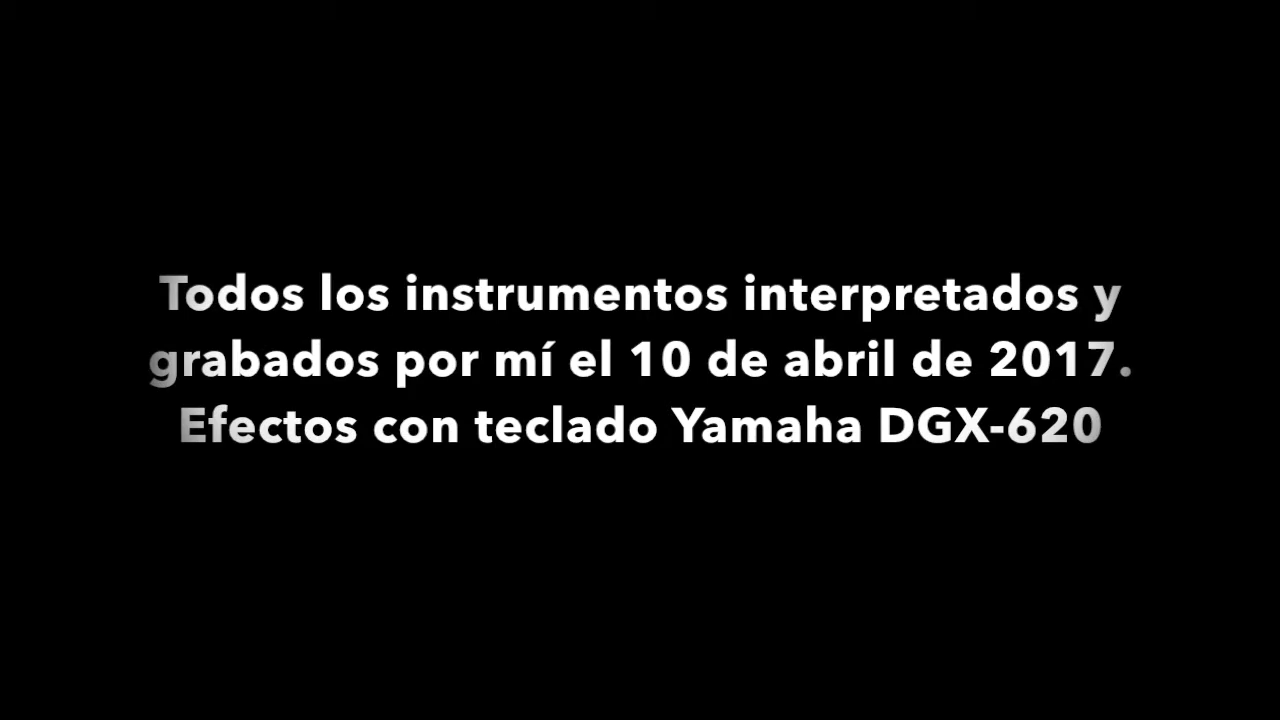 Todos los instrumentos interpretados y
grabados por mí el 10 de abril de 2017.
Efectos con teclado Yamaha DGX-620